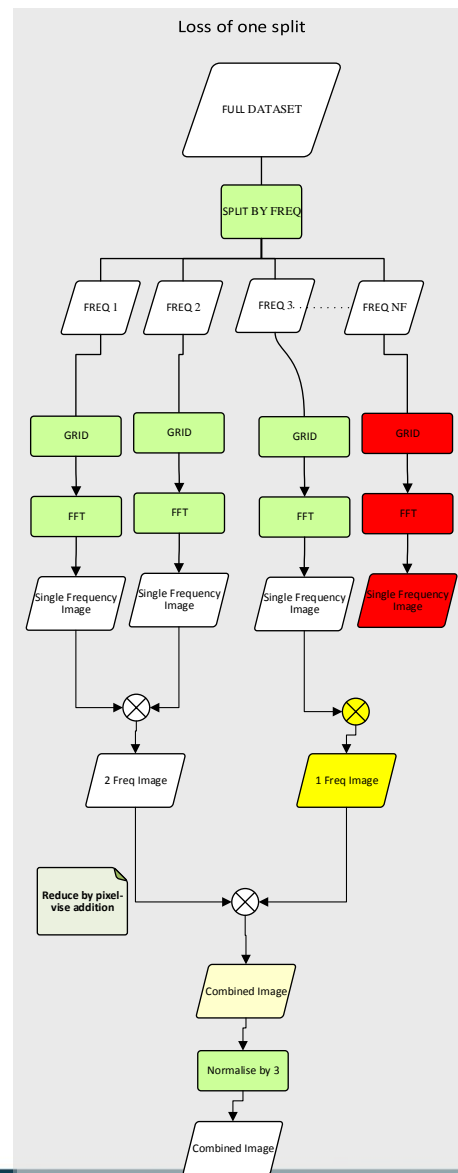 Loss of one split
FULL DATASET
SPLIT BY FREQ
FREQ 1
FREQ 2
FREQ 3
FREQ NF
GRID
GRID
GRID
GRID
FFT
FFT
FFT
FFT
Single Frequency
Image
Single Frequency
Image
Single Frequency
Image
Single Frequency
Image
2 Freq Image
1 Freq Image
Reduce by pixel-
vise addition
Combined Image
Normalise by 3
Combined Image